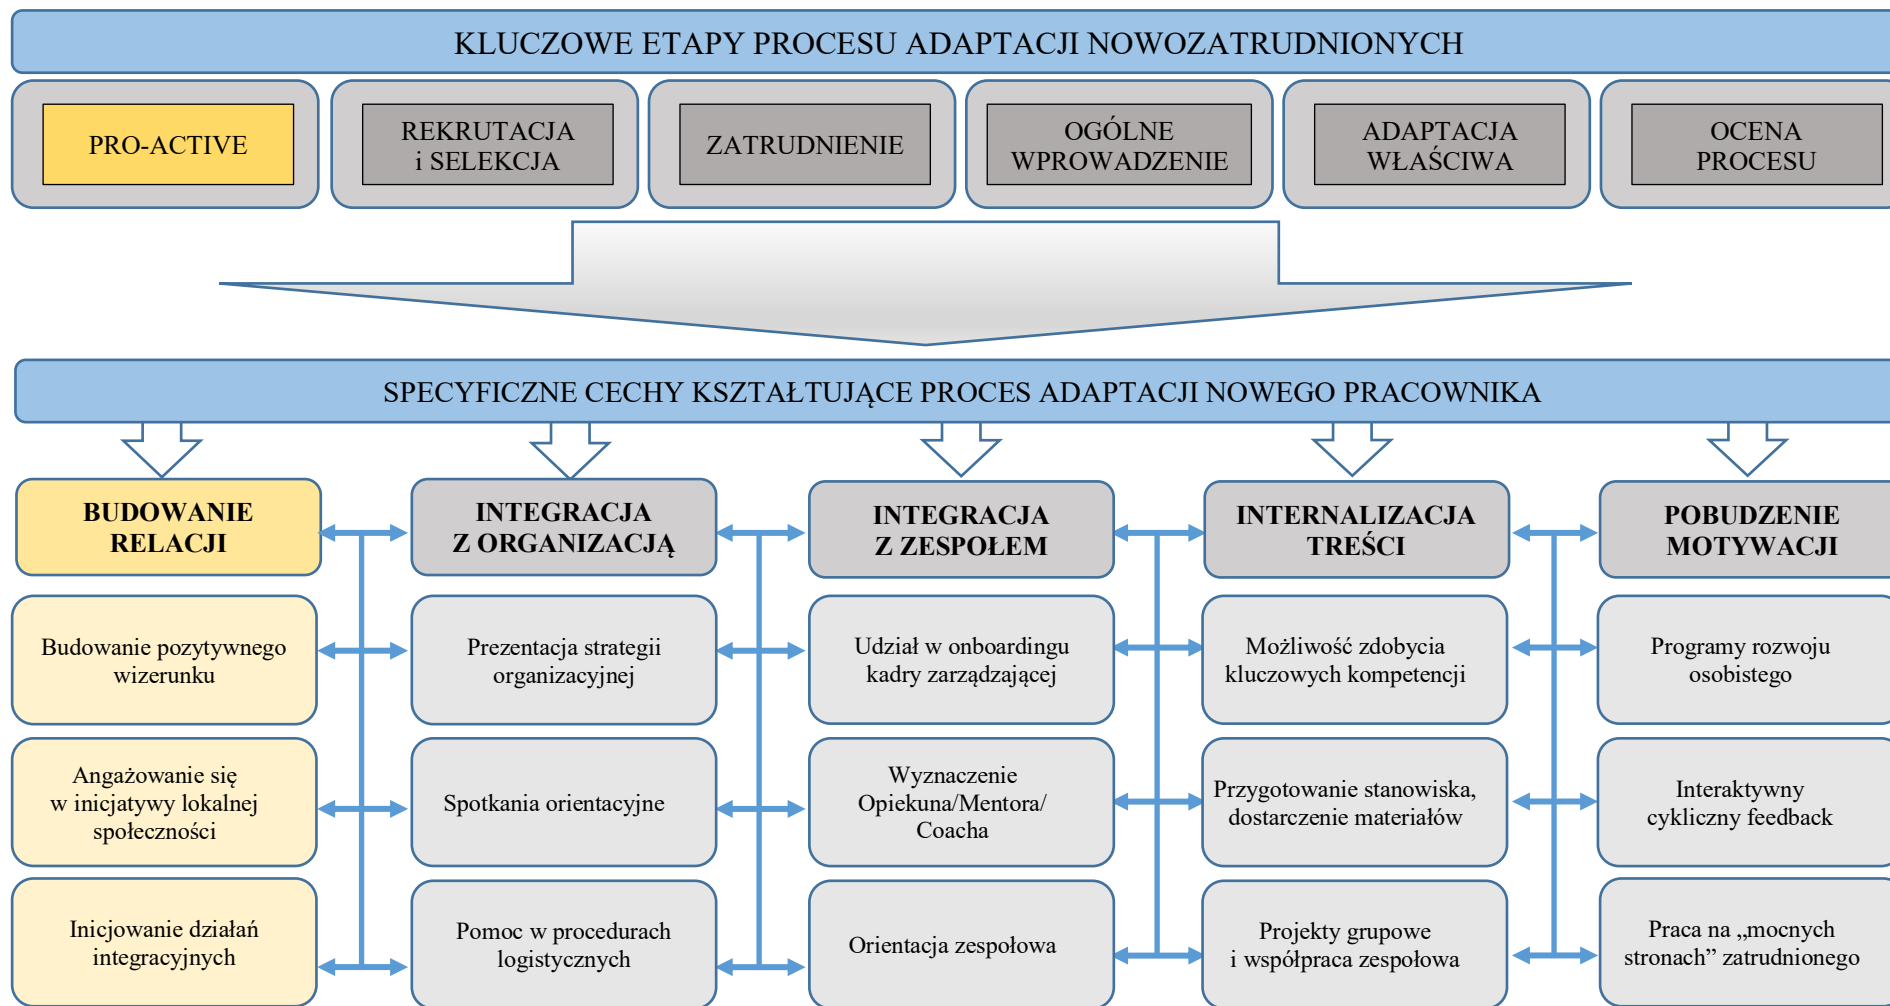 KLUCZOWE ETAPY PROCESU ADAPTACJI NOWOZATRUDNIONYCH
PRO-ACTIVE
REKRUTACJA
i SELEKCJA
ZATRUDNIENIE
OGÓLNE
WPROWADZENIE
ADAPTACJA
WŁAŚCIWA
OCENA
PROCESU
SPECYFICZNE CECHY KSZTAŁTUJĄCE PROCES ADAPTACJI NOWEGO PRACOWNIKA
BUDOWANIE
RELACJI
INTEGRACJA
Z ORGANIZACJĄ
INTEGRACJA
Z ZESPOŁEM
INTERNALIZACJA
TREŚCI
POBUDZENIE
MOTYWACJI
Budowanie pozytywnego
wizerunku
Prezentacja strategii
organizacyjnej
Udział w onboardingu
kadry zarządzającej
Możliwość zdobycia
kluczowych kompetencji
Programy rozwoju
osobistego
Angażowanie się
w inicjatywy lokalnej
społeczności
Spotkania orientacyjne
Wyznaczenie
Opiekuna/Mentora/
Coacha
Przygotowanie stanowiska,
dostarczenie materiałów
Interaktywny
cykliczny feedback
Inicjowanie działań
integracyjnych
Pomoc w procedurach
logistycznych
Orientacja zespołowa
Projekty grupowe
i współpraca zespołowa
Praca na „mocnych
stronach” zatrudnionego